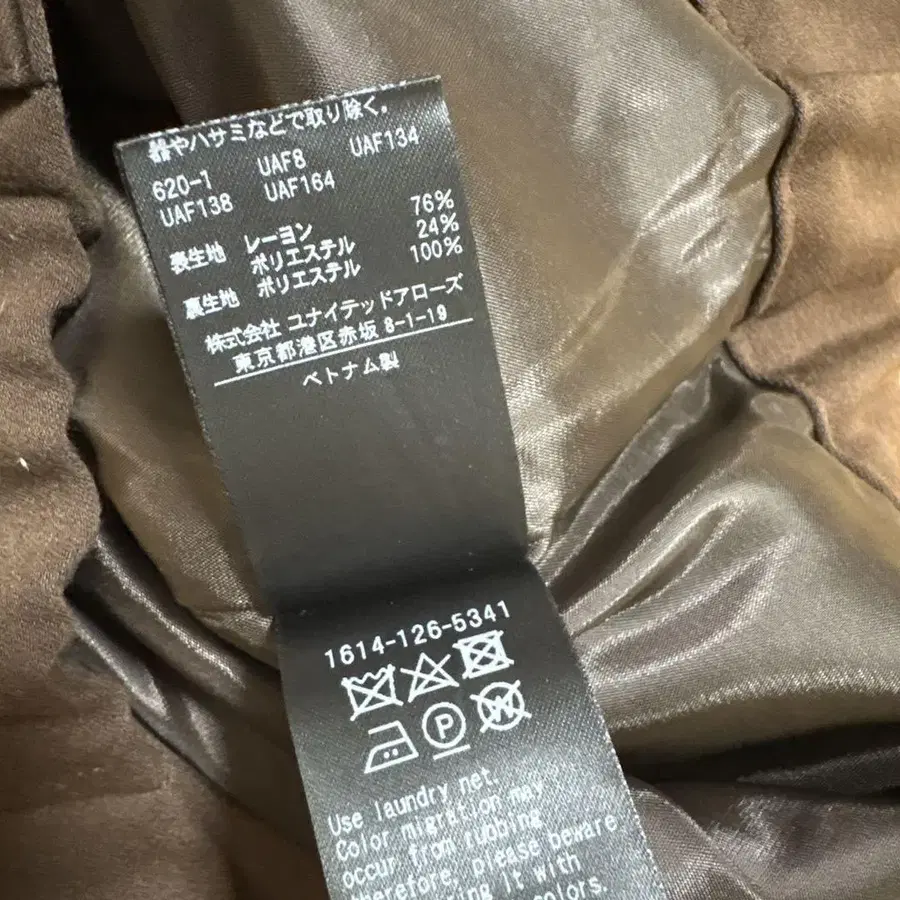 器やハサミなどで取り除く。
620-1 UAF8 UAF134
UAF138 UAF164
表生地 レーヨン 76%
ポリエステル 24%
裏生地 ポリエステル 100%
株式会社 ユナイテッドアローズ
東京都港区赤坂 8-1-19
ベトナム製
1614-126-5341
P W
Use laundry net.
Color migration may
occur from rubbing
therefore, please beware
it with
colors.